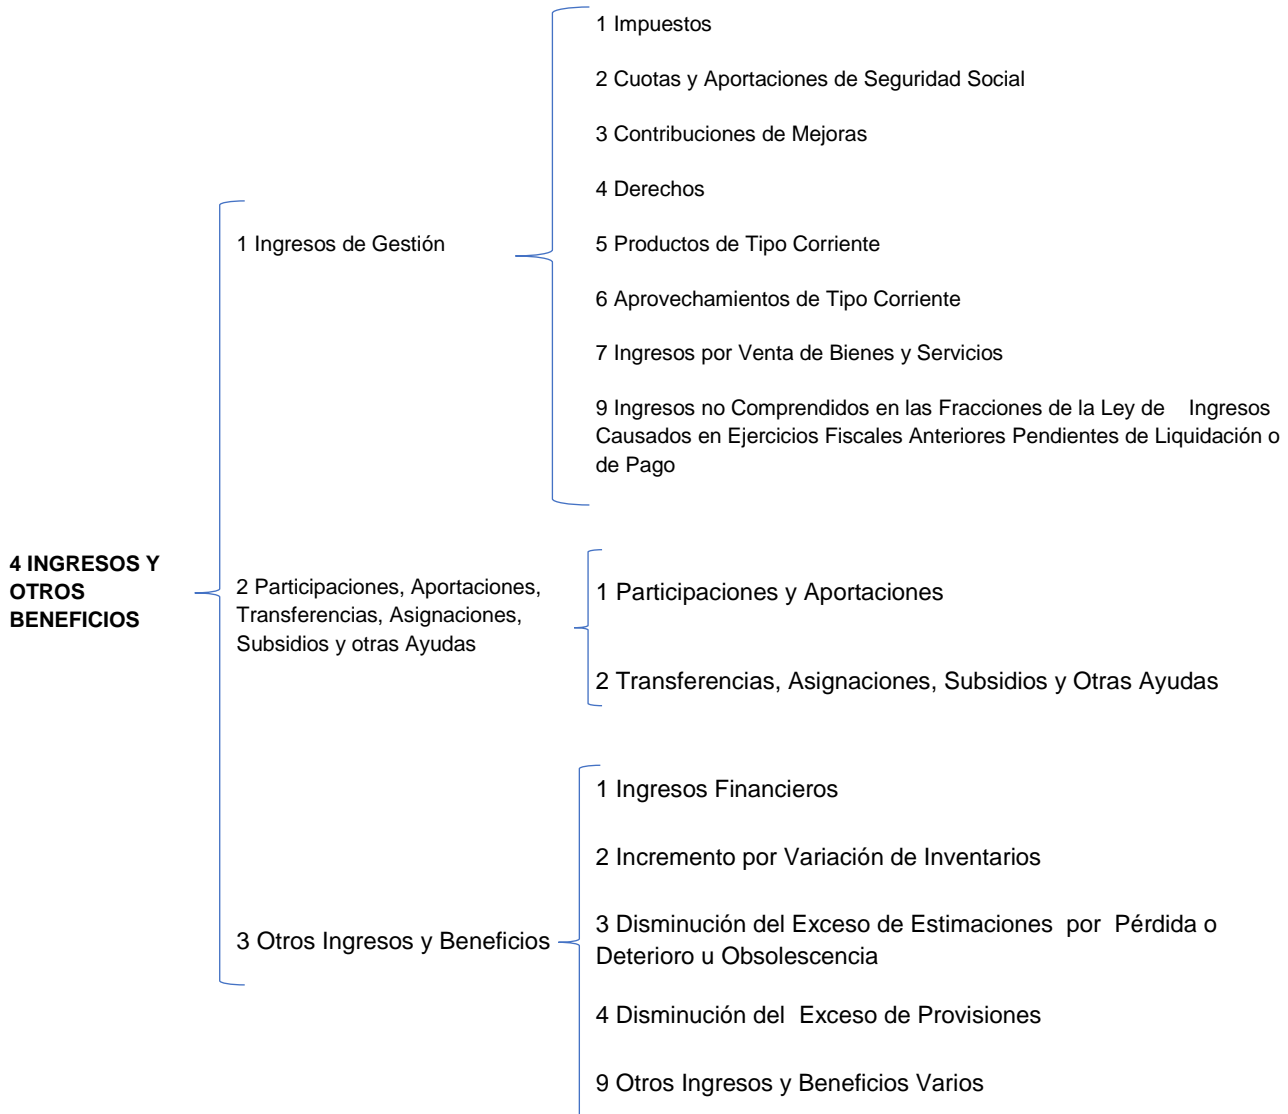 4 INGRESOS Y
OTROS
BENEFICIOS
1 Ingresos de Gestión
1 Impuestos
2 Cuotas y Aportaciones de Seguridad Social
3 Contribuciones de Mejoras
4 Derechos
5 Productos de Tipo Corriente
6 Aprovechamientos de Tipo Corriente
7 Ingresos por Venta de Bienes y Servicios
9 Ingresos no Comprendidos en las Fracciones de la Ley de Ingresos
Causados en Ejercicios Fiscales Anteriores Pendientes de Liquidación o
de Pago
2 Participaciones, Aportaciones,
Transferencias, Asignaciones,
Subsidios y otras Ayudas
1 Participaciones y Aportaciones
2 Transferencias, Asignaciones, Subsidios y Otras Ayudas
3 Otros Ingresos y Beneficios
1 Ingresos Financieros
2 Incremento por Variación de Inventarios
3 Disminución del Exceso de Estimaciones por Pérdida o
Deterioro u Obsolescencia
4 Disminución del Exceso de Provisiones
9 Otros Ingresos y Beneficios Varios